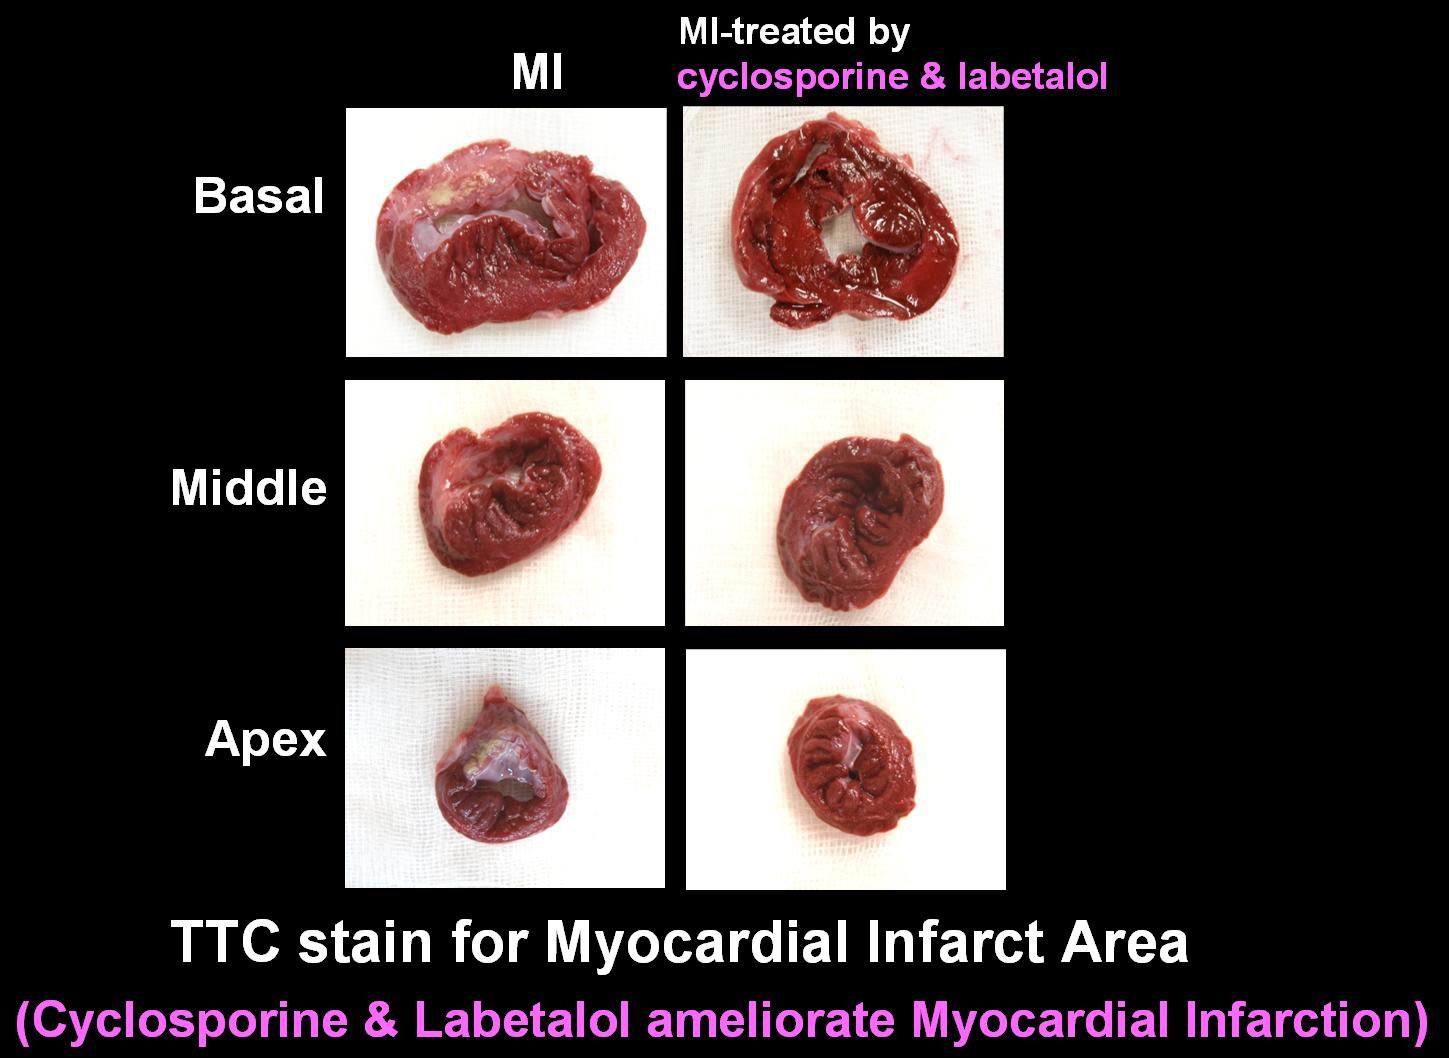 MI
MI-treated by
cyclosporine & labetalol
Basal
Middle
Apex
TTC stain for Myocardial Infarct Area
(Cyclosporine & Labetalol ameliorate Myocardial Infarction)